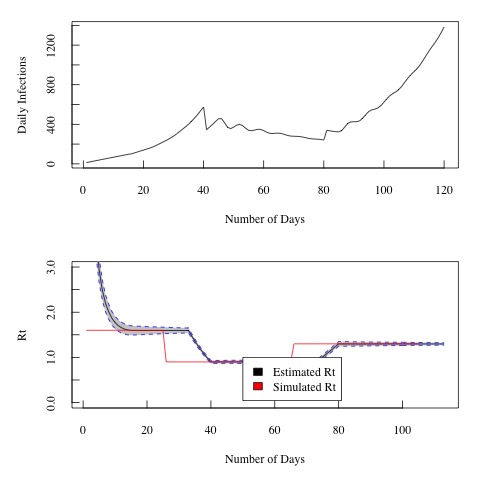 Daily Infections
1200
800
400
0
0 20 40 60 80 100 120
Number of Days
Rt
3.0
2.0
1.0
0.0
Estimated Rt
Simulated Rt
0 20 40 60 80 100
Number of Days